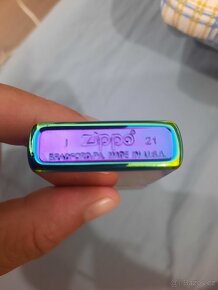 J Zippo 21
BRADFORD, PA. MADE IN U.S.A.